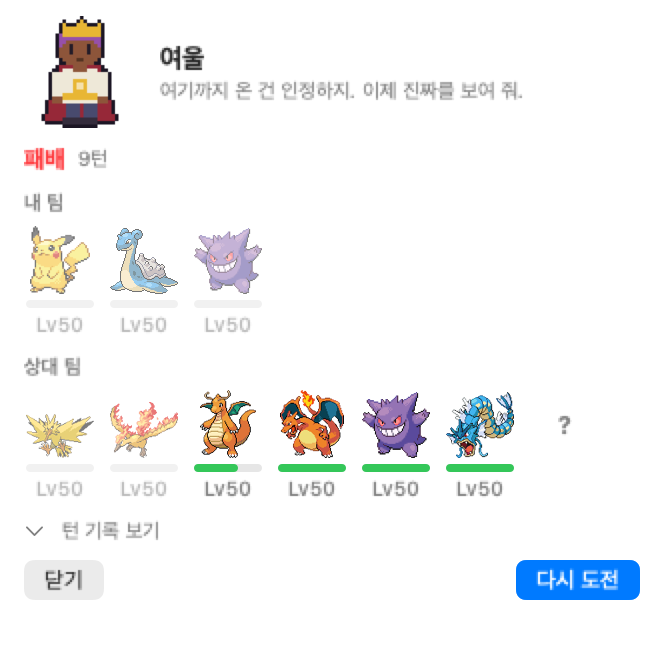 여울
여기까지 온 건 인정하지. 이제 진짜를 보여 줘.
패배 9턴
내 팀
Lv50 Lv50 Lv50
상대 팀
?
Lv50 Lv50 Lv50 Lv50 Lv50 Lv50
턴 기록 보기
닫기 다시 도전